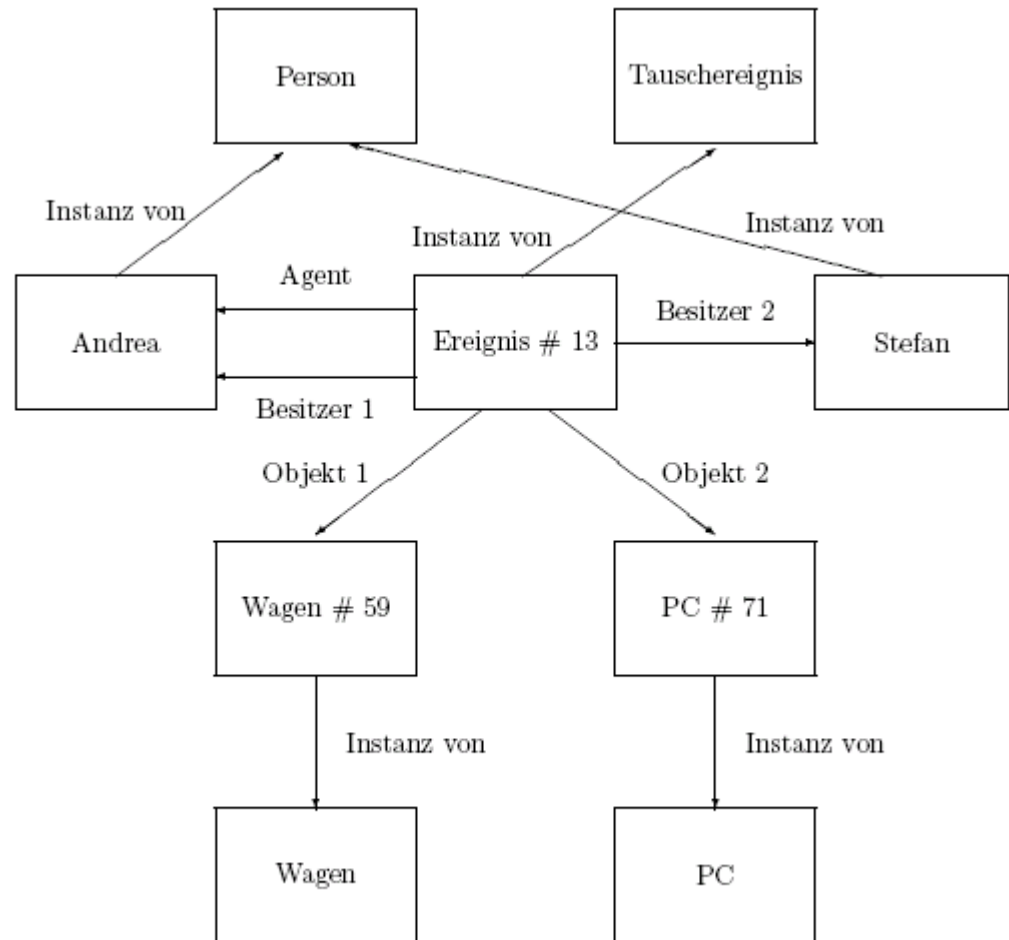 Person
Tauschereignis
Instanz von
Instanz von
Instanz von
Agent
Besitzer 2
Andrea
Ereignis # 13
Stefan
Besitzer 1
Objekt 1
Objekt 2
Wagen # 59
PC # 71
Instanz von
Instanz von
Wagen
PC